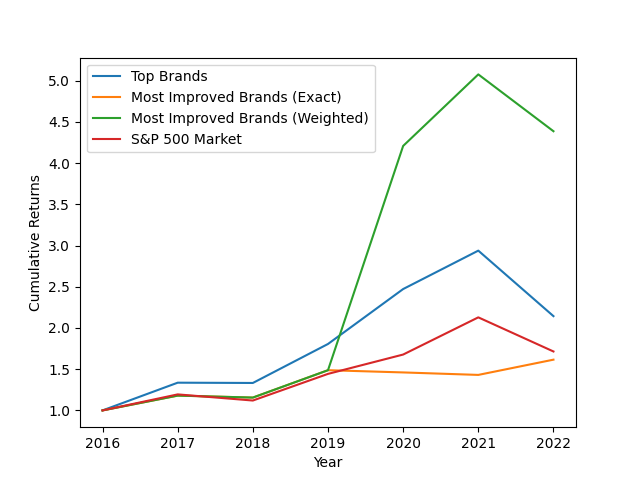 Top Brands
Most Improved Brands (Exact)
Most Improved Brands (Weighted)
S&P 500 Market
5.0
4.5
4.0
3.5
3.0
2.5
2.0
1.5
1.0
Cumulative Returns
2016 2017 2018 2019 2020 2021 2022
Year